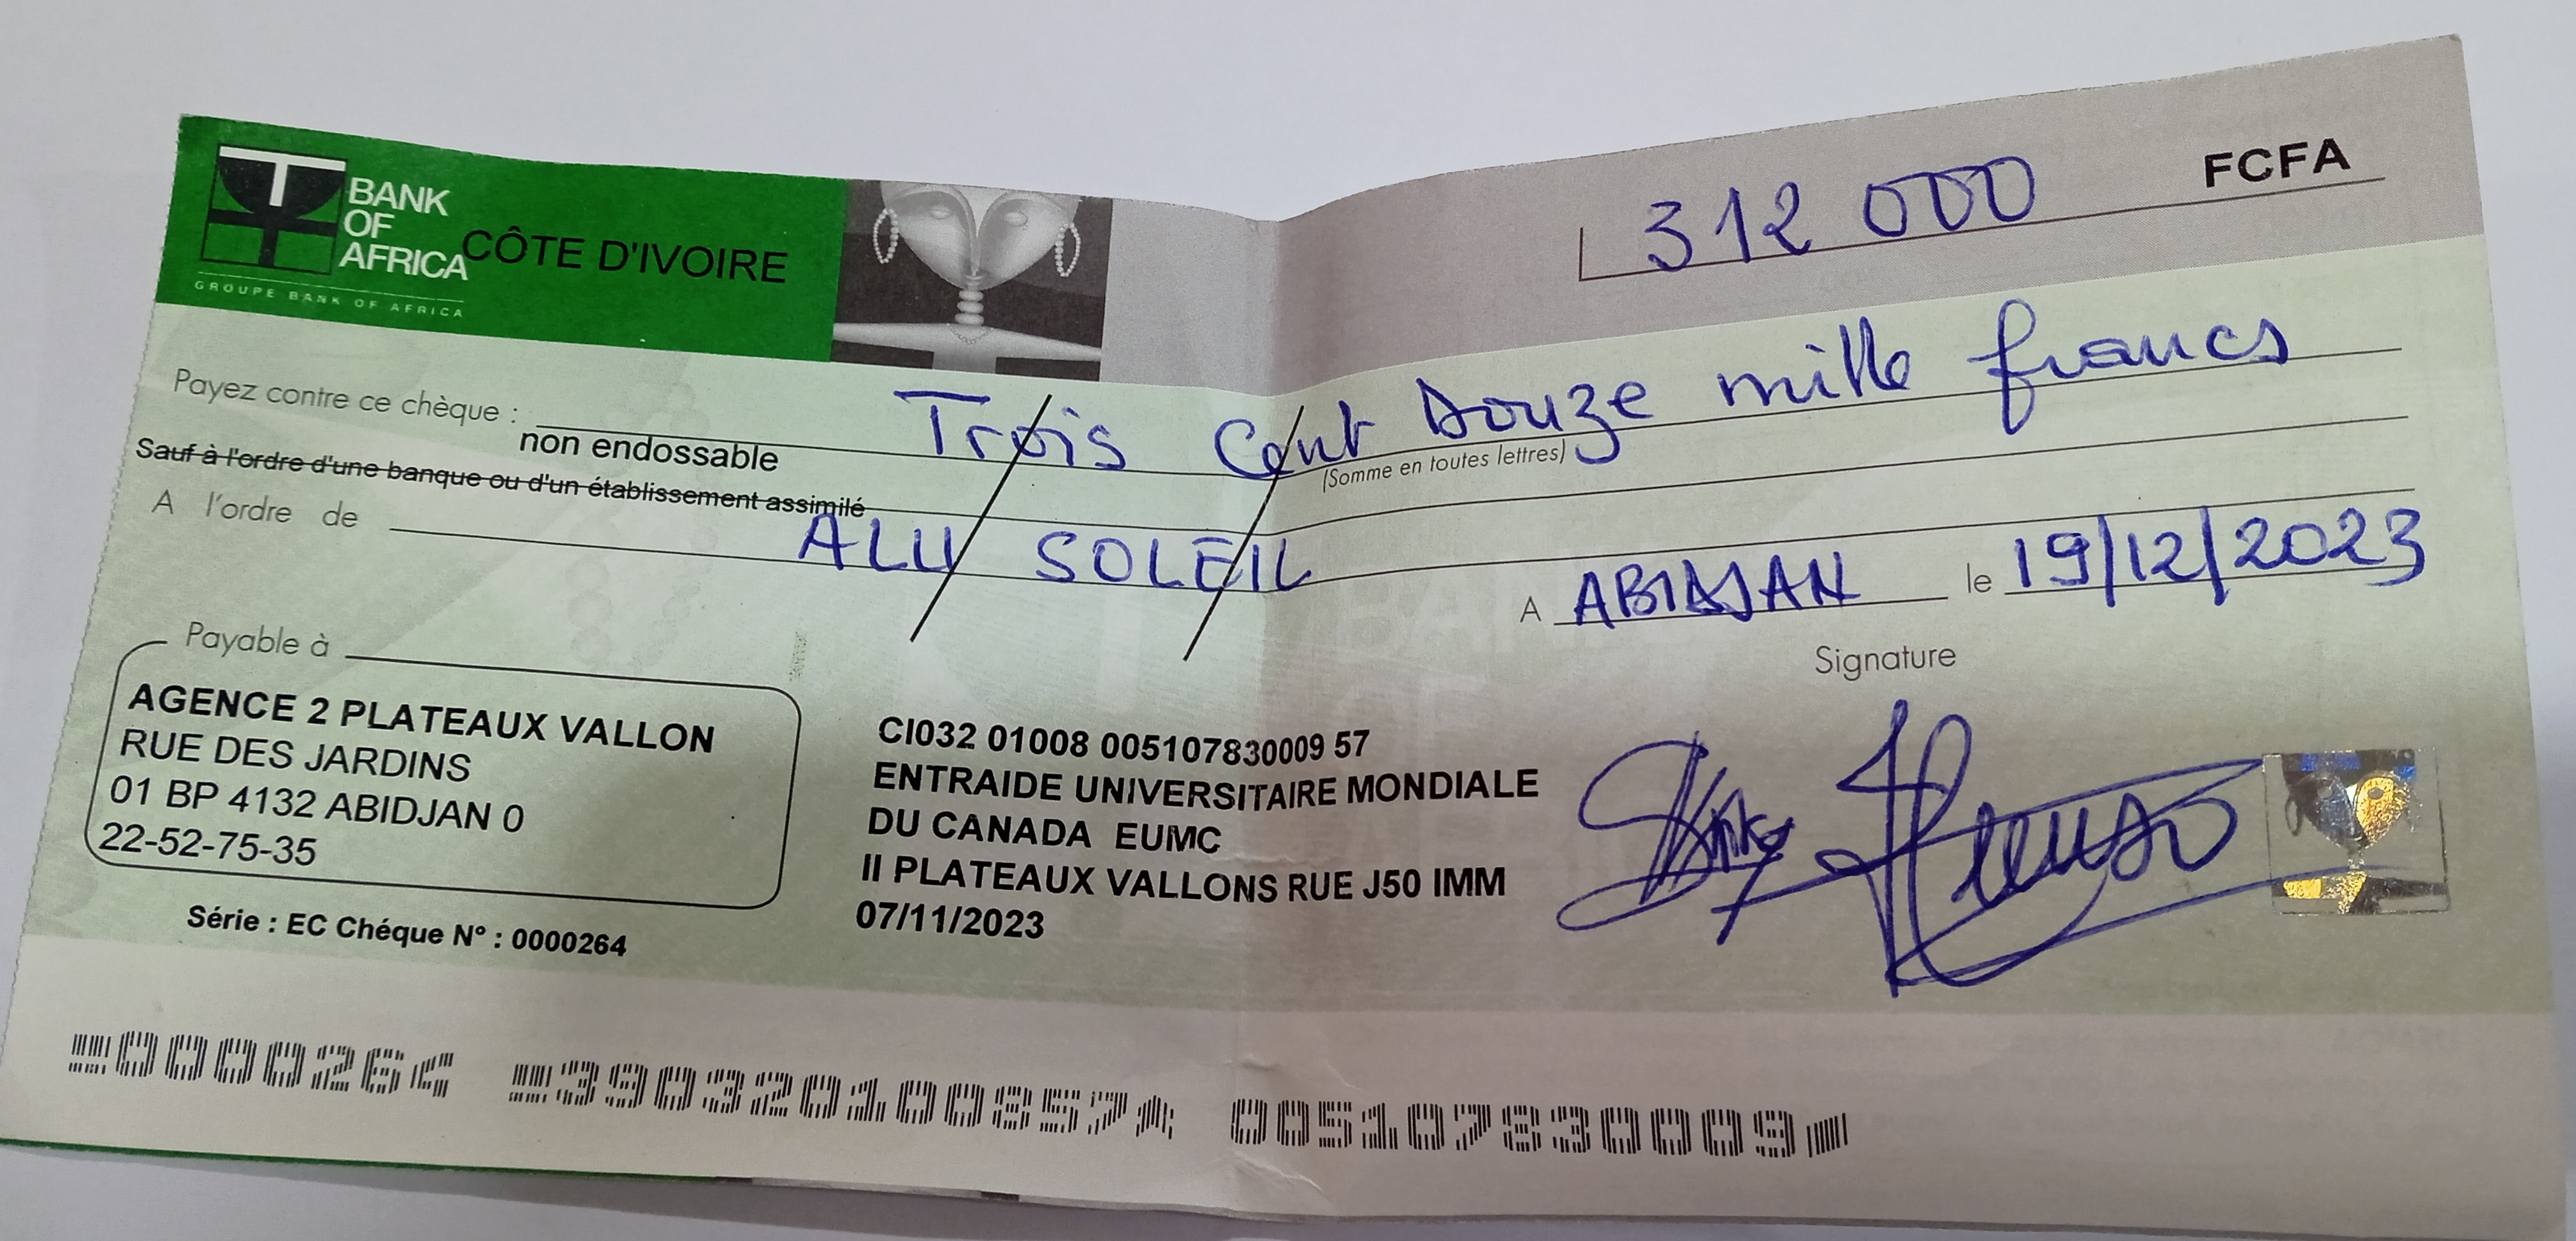 BANK
OF
AFRICA
CÔTE D'IVOIRE
GROUPE BANK OF AFRICA
312 000 FCFA
Payez contre ce chèque : Trois Cent Douze mille francs
non endossable
(Somme en toutes lettres)
Sauf à l'ordre d'une banque ou d'un établissement assimilé
A l'ordre de ALU SOLEIL
A ABIDJAN le 19/12/2023
Signature
Payable à
AGENCE 2 PLATEAUX VALLON
RUE DES JARDINS
01 BP 4132 ABIDJAN 0
22-52-75-35
Série : EC Chéque N° : 0000264
CI032 01008 005107830009 57
ENTRAIDE UNIVERSITAIRE MONDIALE
DU CANADA EUMC
II PLATEAUX VALLONS RUE J50 IMM
07/11/2023
0000264 390320100857 005107830009